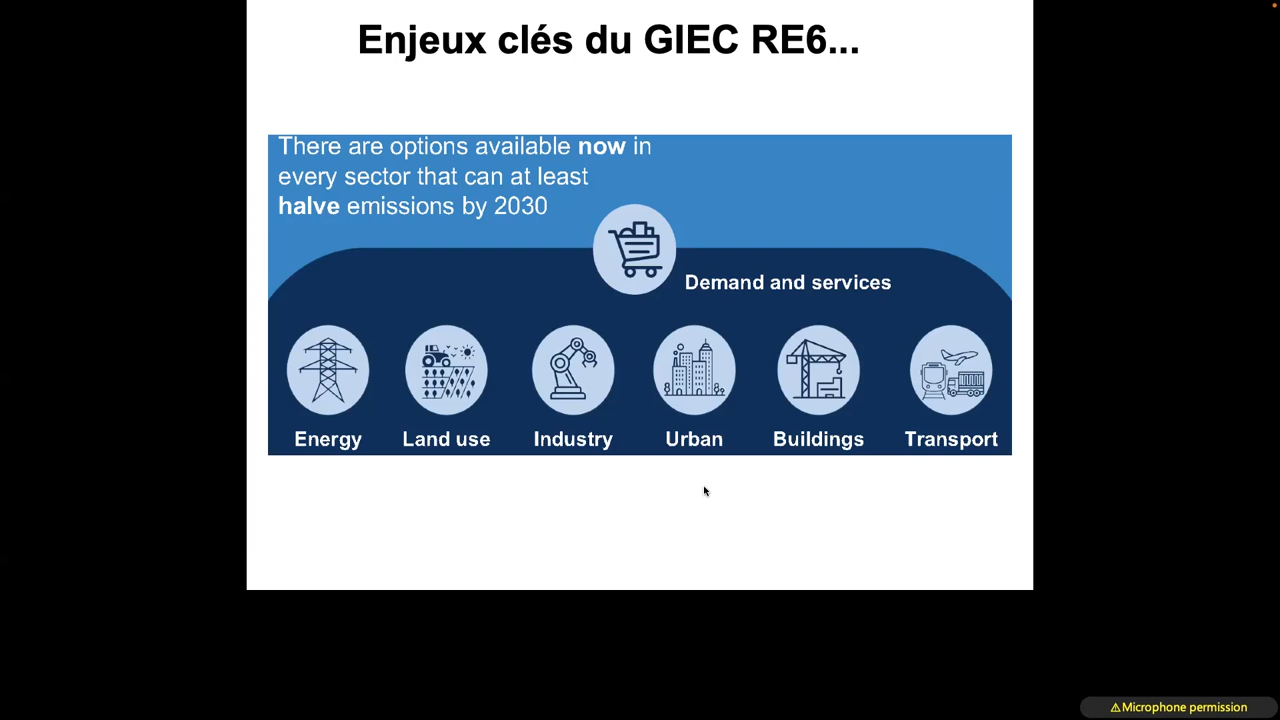 Enjeux clés du GIEC RE6...
There are options available now in
every sector that can at least
halve emissions by 2030
Demand and services
Energy
Land use
Industry
Urban
Buildings
Transport
⚠Microphone permission